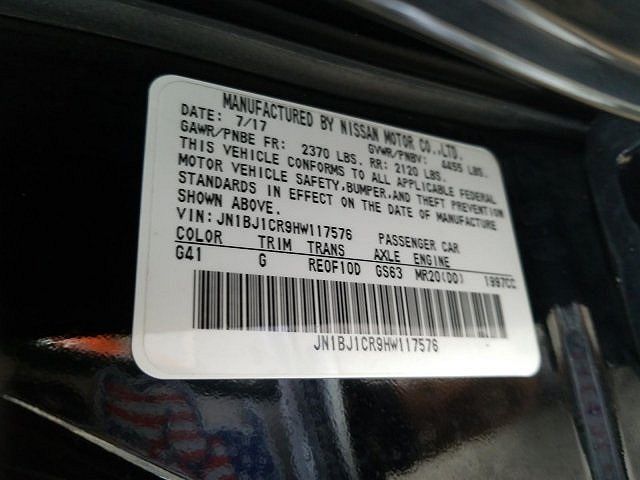 MANUFACTURED BY NISSAN MOTOR CO.,LTD.
DATE: 7/17 GVWR/PNBV: 4455 LBS.
GAWR/PNBE FR: 2370 LBS. RR: 2120 LBS.
THIS VEHICLE CONFORMS TO ALL APPLICABLE FEDERAL
MOTOR VEHICLE SAFETY,BUMPER,AND THEFT PREVENTION
STANDARDS IN EFFECT ON THE DATE OF MANUFACTURE
SHOWN ABOVE.
VIN:JN1BJ1CR9HW117576 PASSENGER CAR
COLOR TRIM TRANS AXLE ENGINE
G41 G RE0F10D GS63 MR20(DD) 1997CC
JN1BJ1CR9HW117576